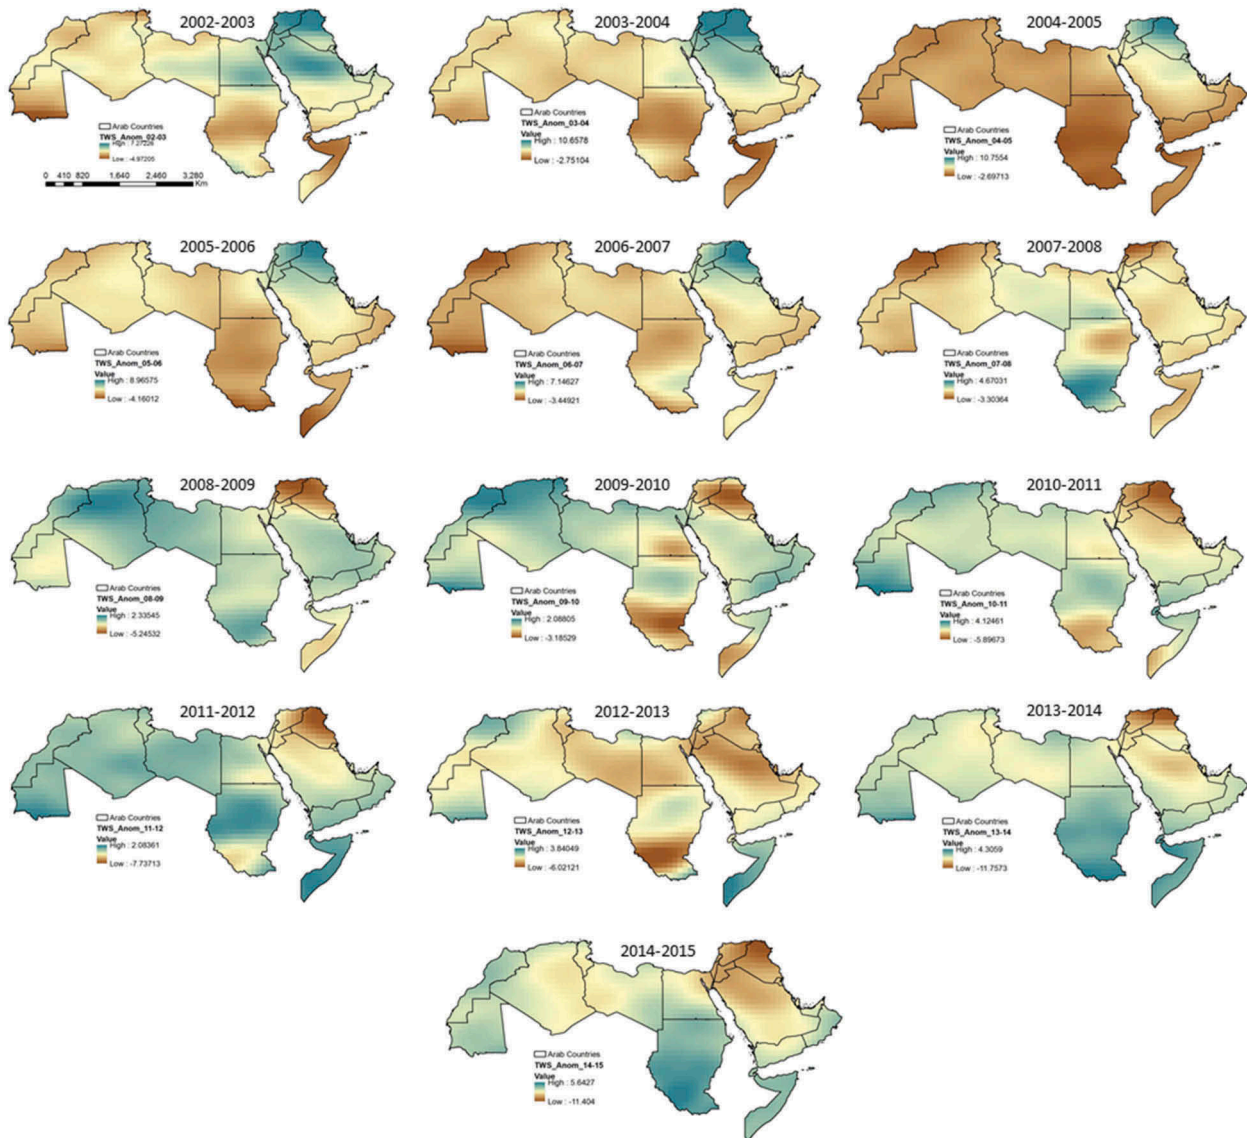 2002-2003
Arab Countries
TWS_Anom_02-03
High : 7.27226
Low : -4.97205
0 410 820 1,640 2,460 3,280
Km
2003-2004
Arab Countries
TWS_Anom_03-04
Value
High : 10.6578
Low : -2.75104
2004-2005
Arab Countries
TWS_Anom_04-05
Value
High : 10.7554
Low : -2.69713
2005-2006
Arab Countries
TWS_Anom_05-06
Value
High : 8.96575
Low : -4.16012
2006-2007
Arab Countries
TWS_Anom_06-07
Value
High : 7.14627
Low : -3.44921
2007-2008
Arab Countries
TWS_Anom_07-08
Value
High : 4.67031
Low : -3.30364
2008-2009
Arab Countries
TWS_Anom_08-09
Value
High : 2.33545
Low : -5.24532
2009-2010
Arab Countries
TWS_Anom_09-10
Value
High : 2.08805
Low : -3.18529
2010-2011
Arab Countries
TWS_Anom_10-11
Value
High : 4.12461
Low : -5.89673
2011-2012
Arab Countries
TWS_Anom_11-12
Value
High : 2.08361
Low : -7.73713
2012-2013
Arab Countries
TWS_Anom_12-13
Value
High : 3.84049
Low : -6.02121
2013-2014
Arab Countries
TWS_Anom_13-14
Value
High : 4.3059
Low : -11.7573
2014-2015
Arab Countries
TWS_Anom_14-15
Value
High : 5.6427
Low : -11.404